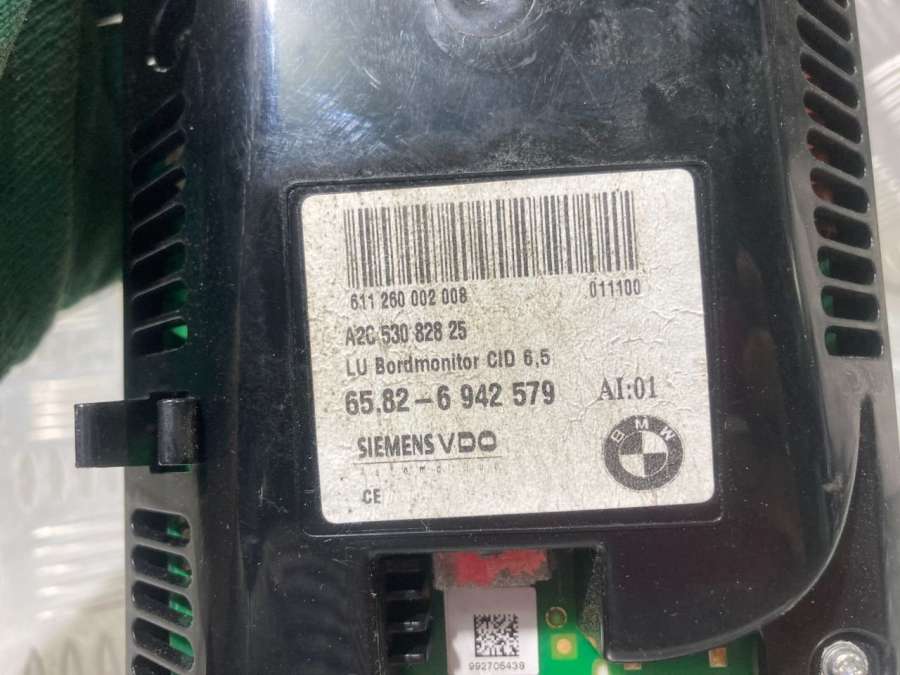 611 260 002 008 011100
A2C 530 828 25
LU Bordmonitor CID 6,5
65.82-6 942 579 AI:01
SIEMENS VDO
Automotive
BMW
CE
992705439